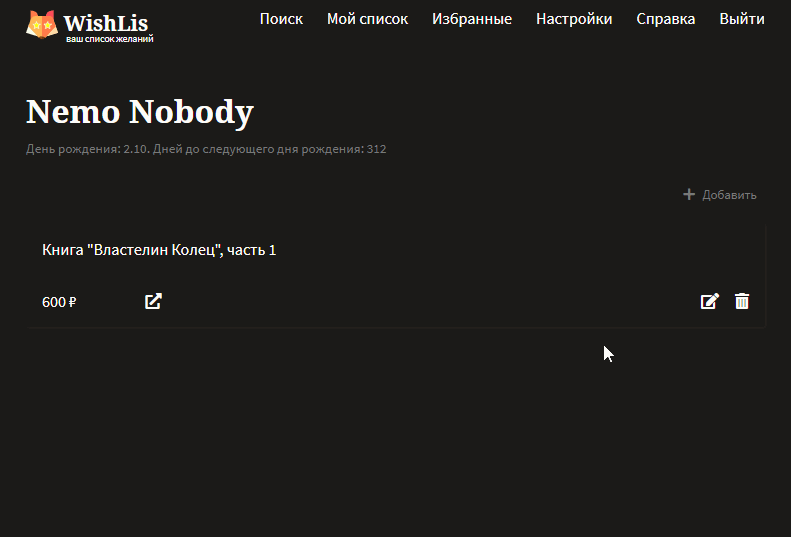 WishLis
ваш список желаний
Поиск Мой список Избранные Настройки Справка Выйти
Nemo Nobody
День рождения: 2.10. Дней до следующего дня рождения: 312
Добавить
Книга "Властелин Колец", часть 1
600 ₽